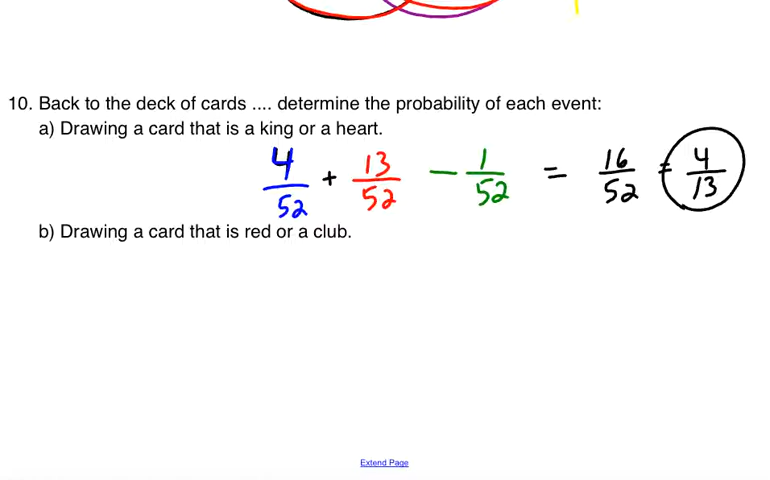 10. Back to the deck of cards .... determine the probability of each event:
a) Drawing a card that is a king or a heart.
4/52 + 13/52 - 1/52 = 16/52 = 4/13
b) Drawing a card that is red or a club.
Extend Page